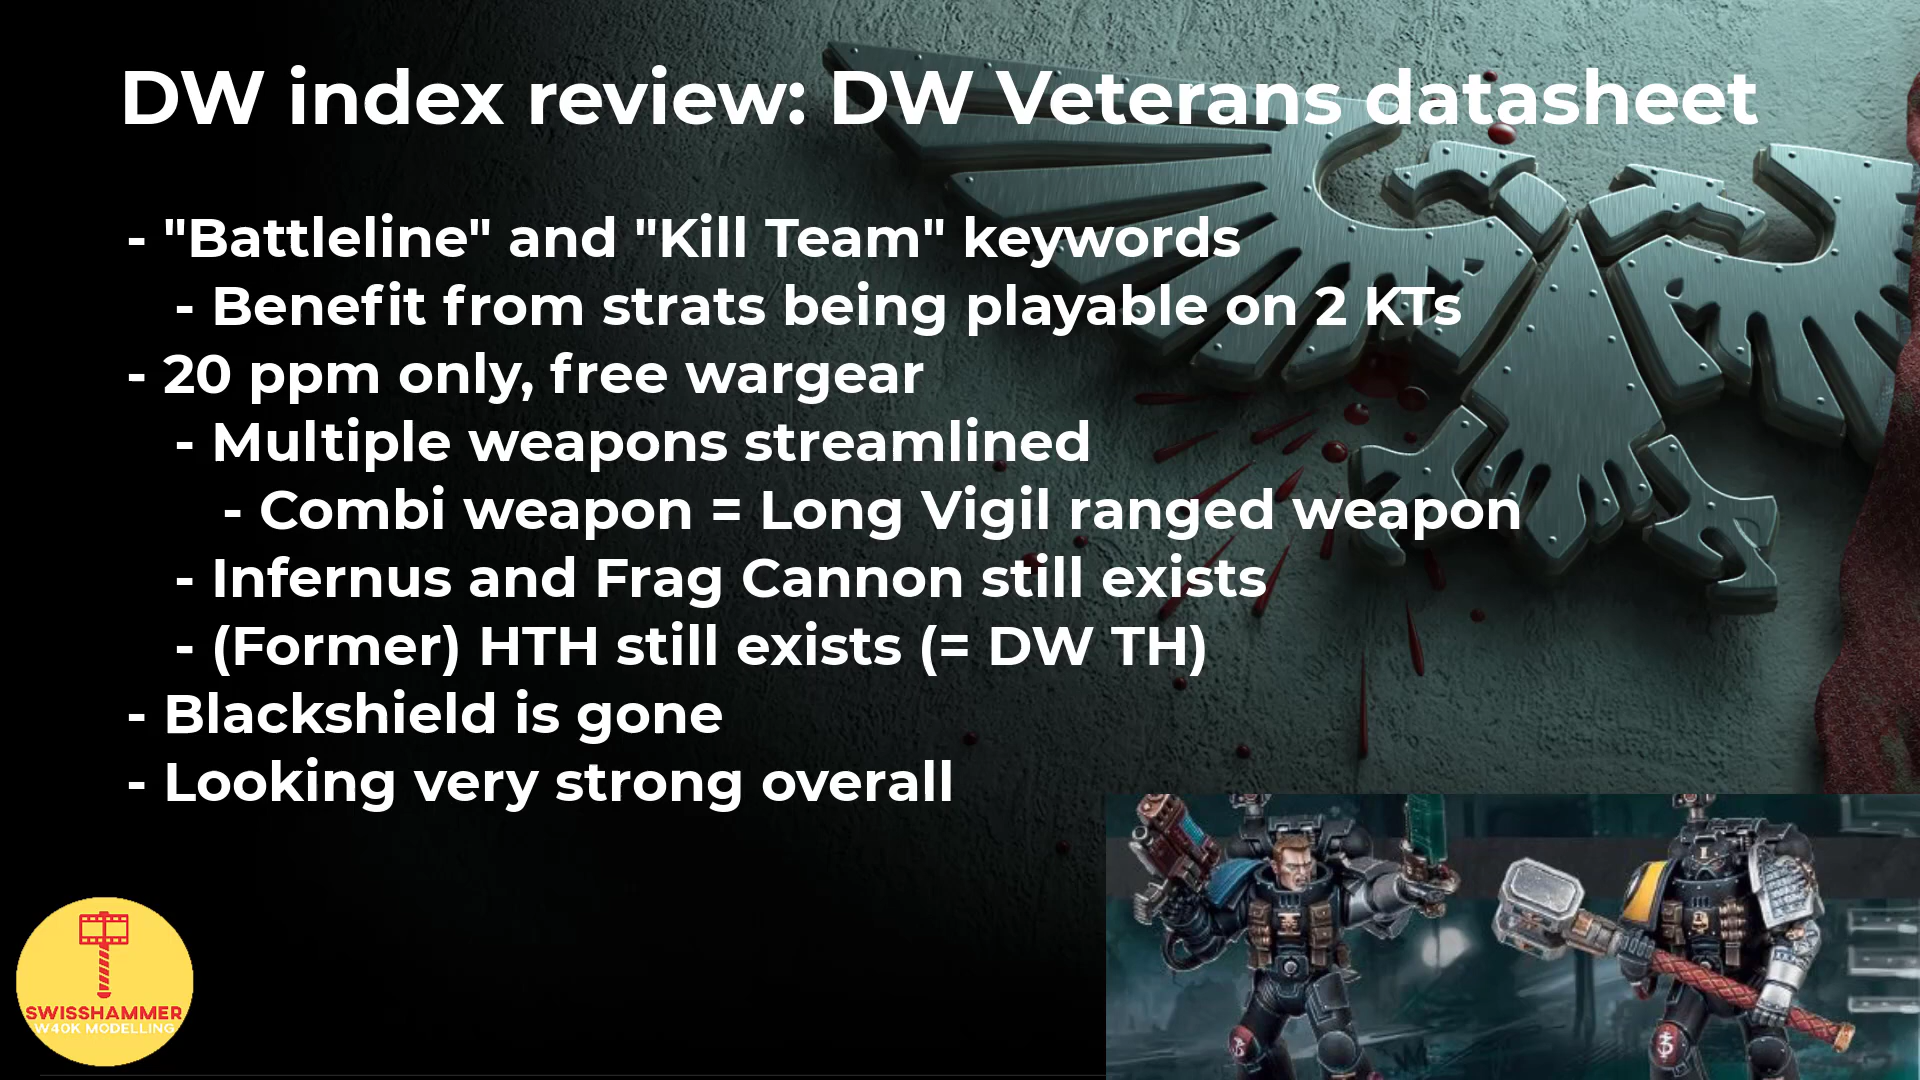 DW index review: DW Veterans datasheet
- "Battleline" and "Kill Team" keywords
- Benefit from strats being playable on 2 KTs
- 20 ppm only, free wargear
- Multiple weapons streamlined
- Combi weapon = Long Vigil ranged weapon
- Infernus and Frag Cannon still exists
- (Former) HTH still exists (= DW TH)
- Blackshield is gone
- Looking very strong overall
SWISSHAMMER
W40K MODELLING